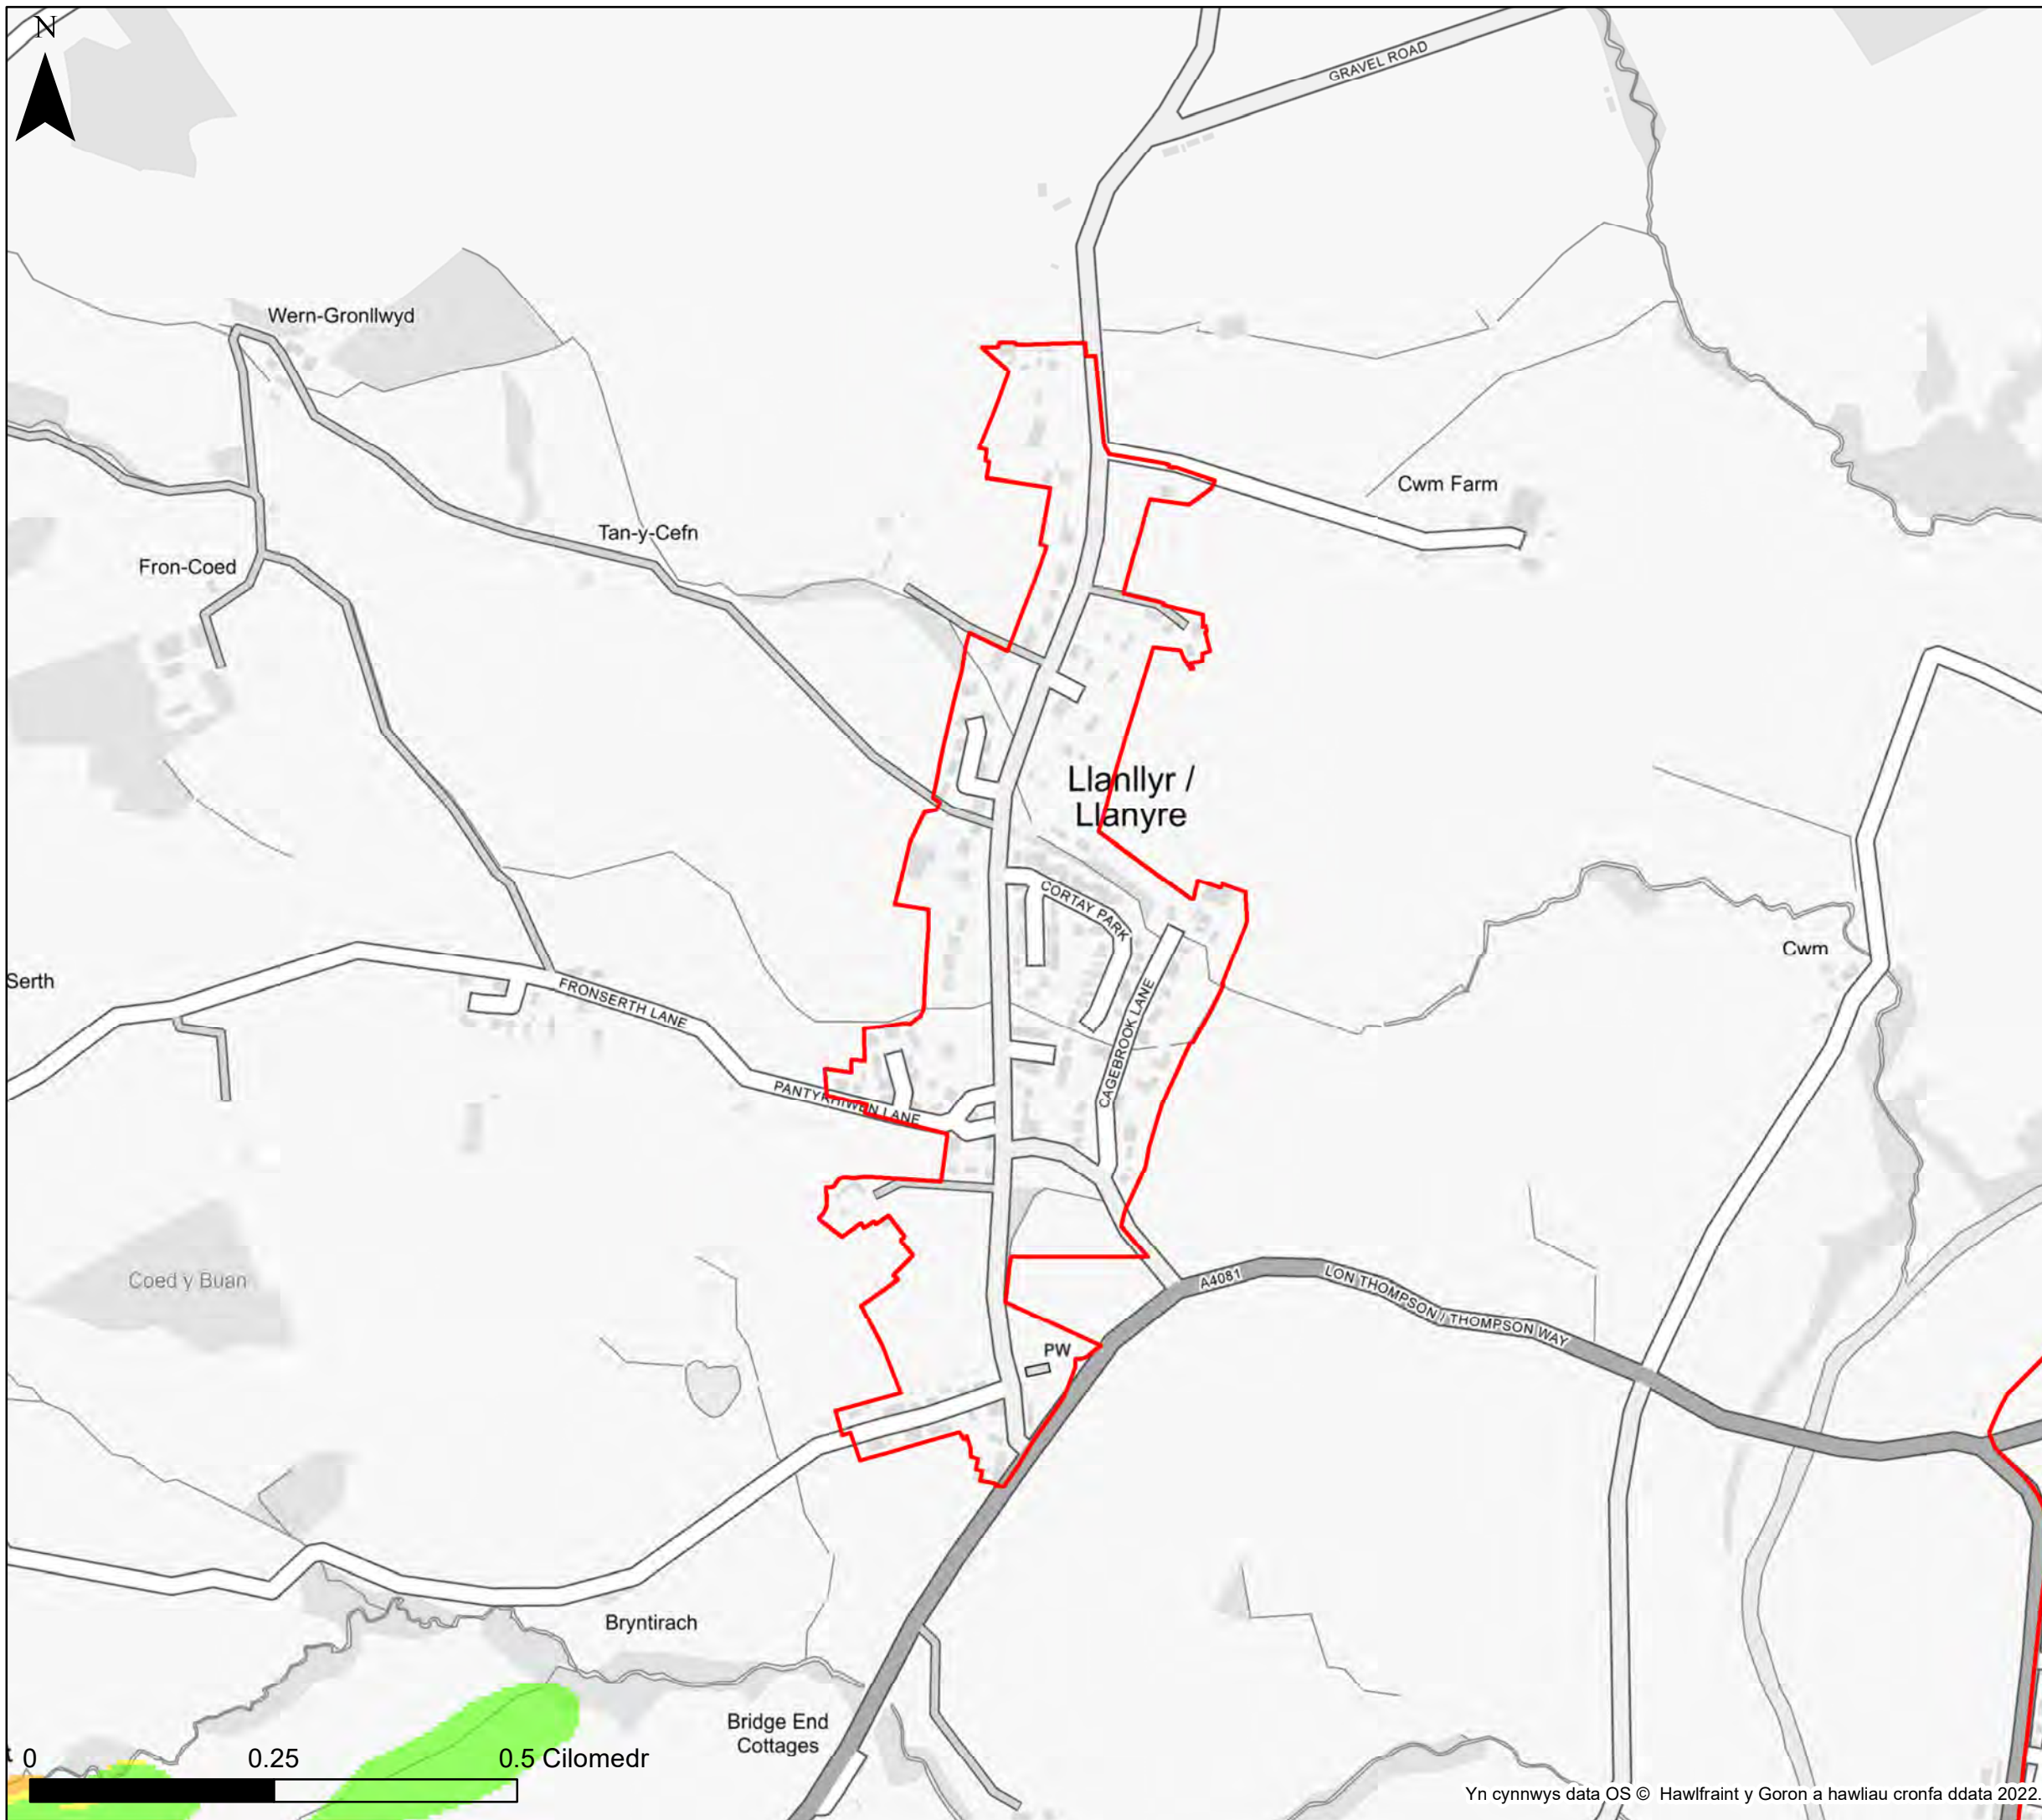 N
GRAVEL ROAD
Wern-Gronllwyd
Cwm Farm
Tan-y-Cefn
Fron-Coed
Llanllyr /
Llanyre
CORTAY PARK
Cwm
Serth
FRONSERTH LANE
CAGEBROOK LANE
PANTYRHIWEN LANE
Coed y Buan
A4081
LON THOMPSON / THOMPSON WAY
PW
Bryntirach
Bridge End
Cottages
0 0.25 0.5 Cilomedr
Yn cynnwys data OS © Hawlfraint y Goron a hawliau cronfa ddata 2022